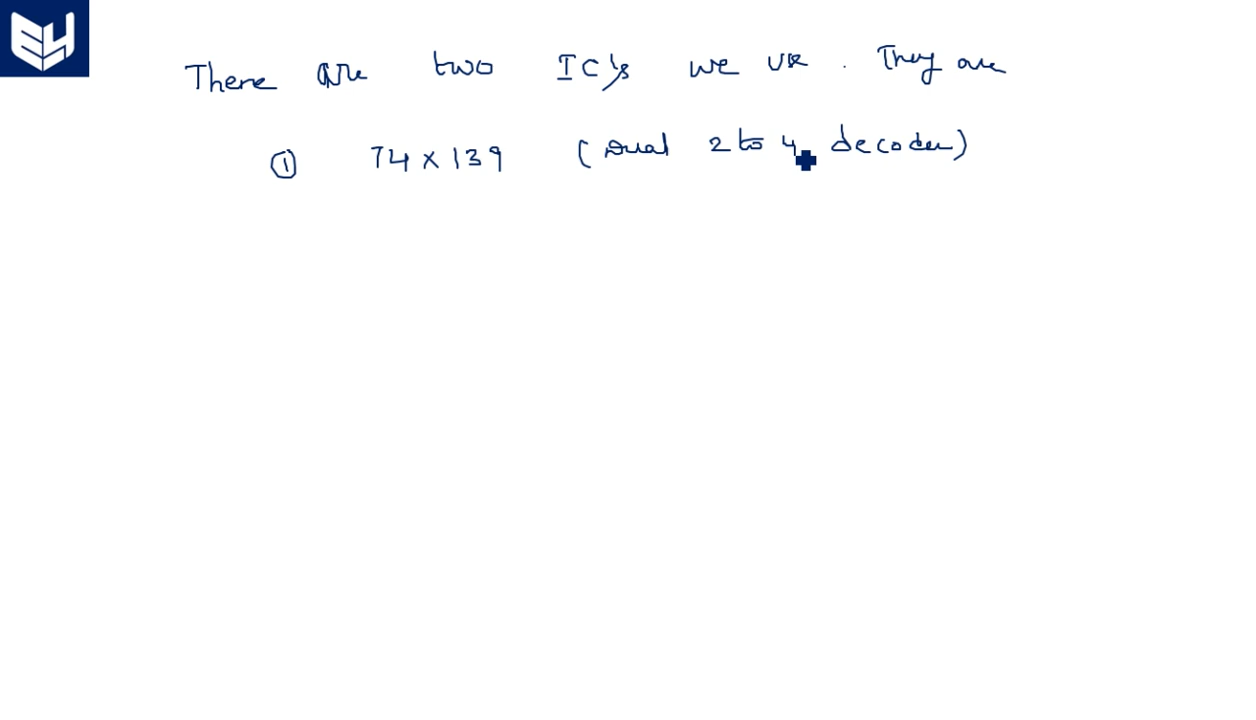 There are two IC's we use. They are
① 74x139 (Dual 2 to 4 decoder)